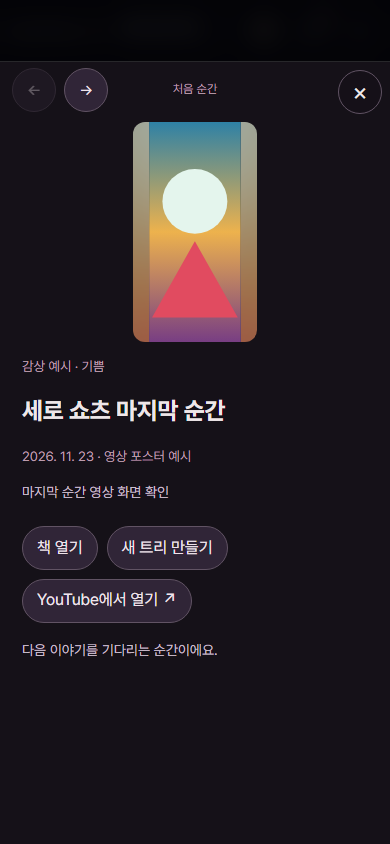 ← → 처음 순간 ×
감상 예시 · 기쁨
세로 쇼츠 마지막 순간
2026. 11. 23 · 영상 포스터 예시
마지막 순간 영상 화면 확인
책 열기 새 트리 만들기
YouTube에서 열기 ↗
다음 이야기를 기다리는 순간이에요.